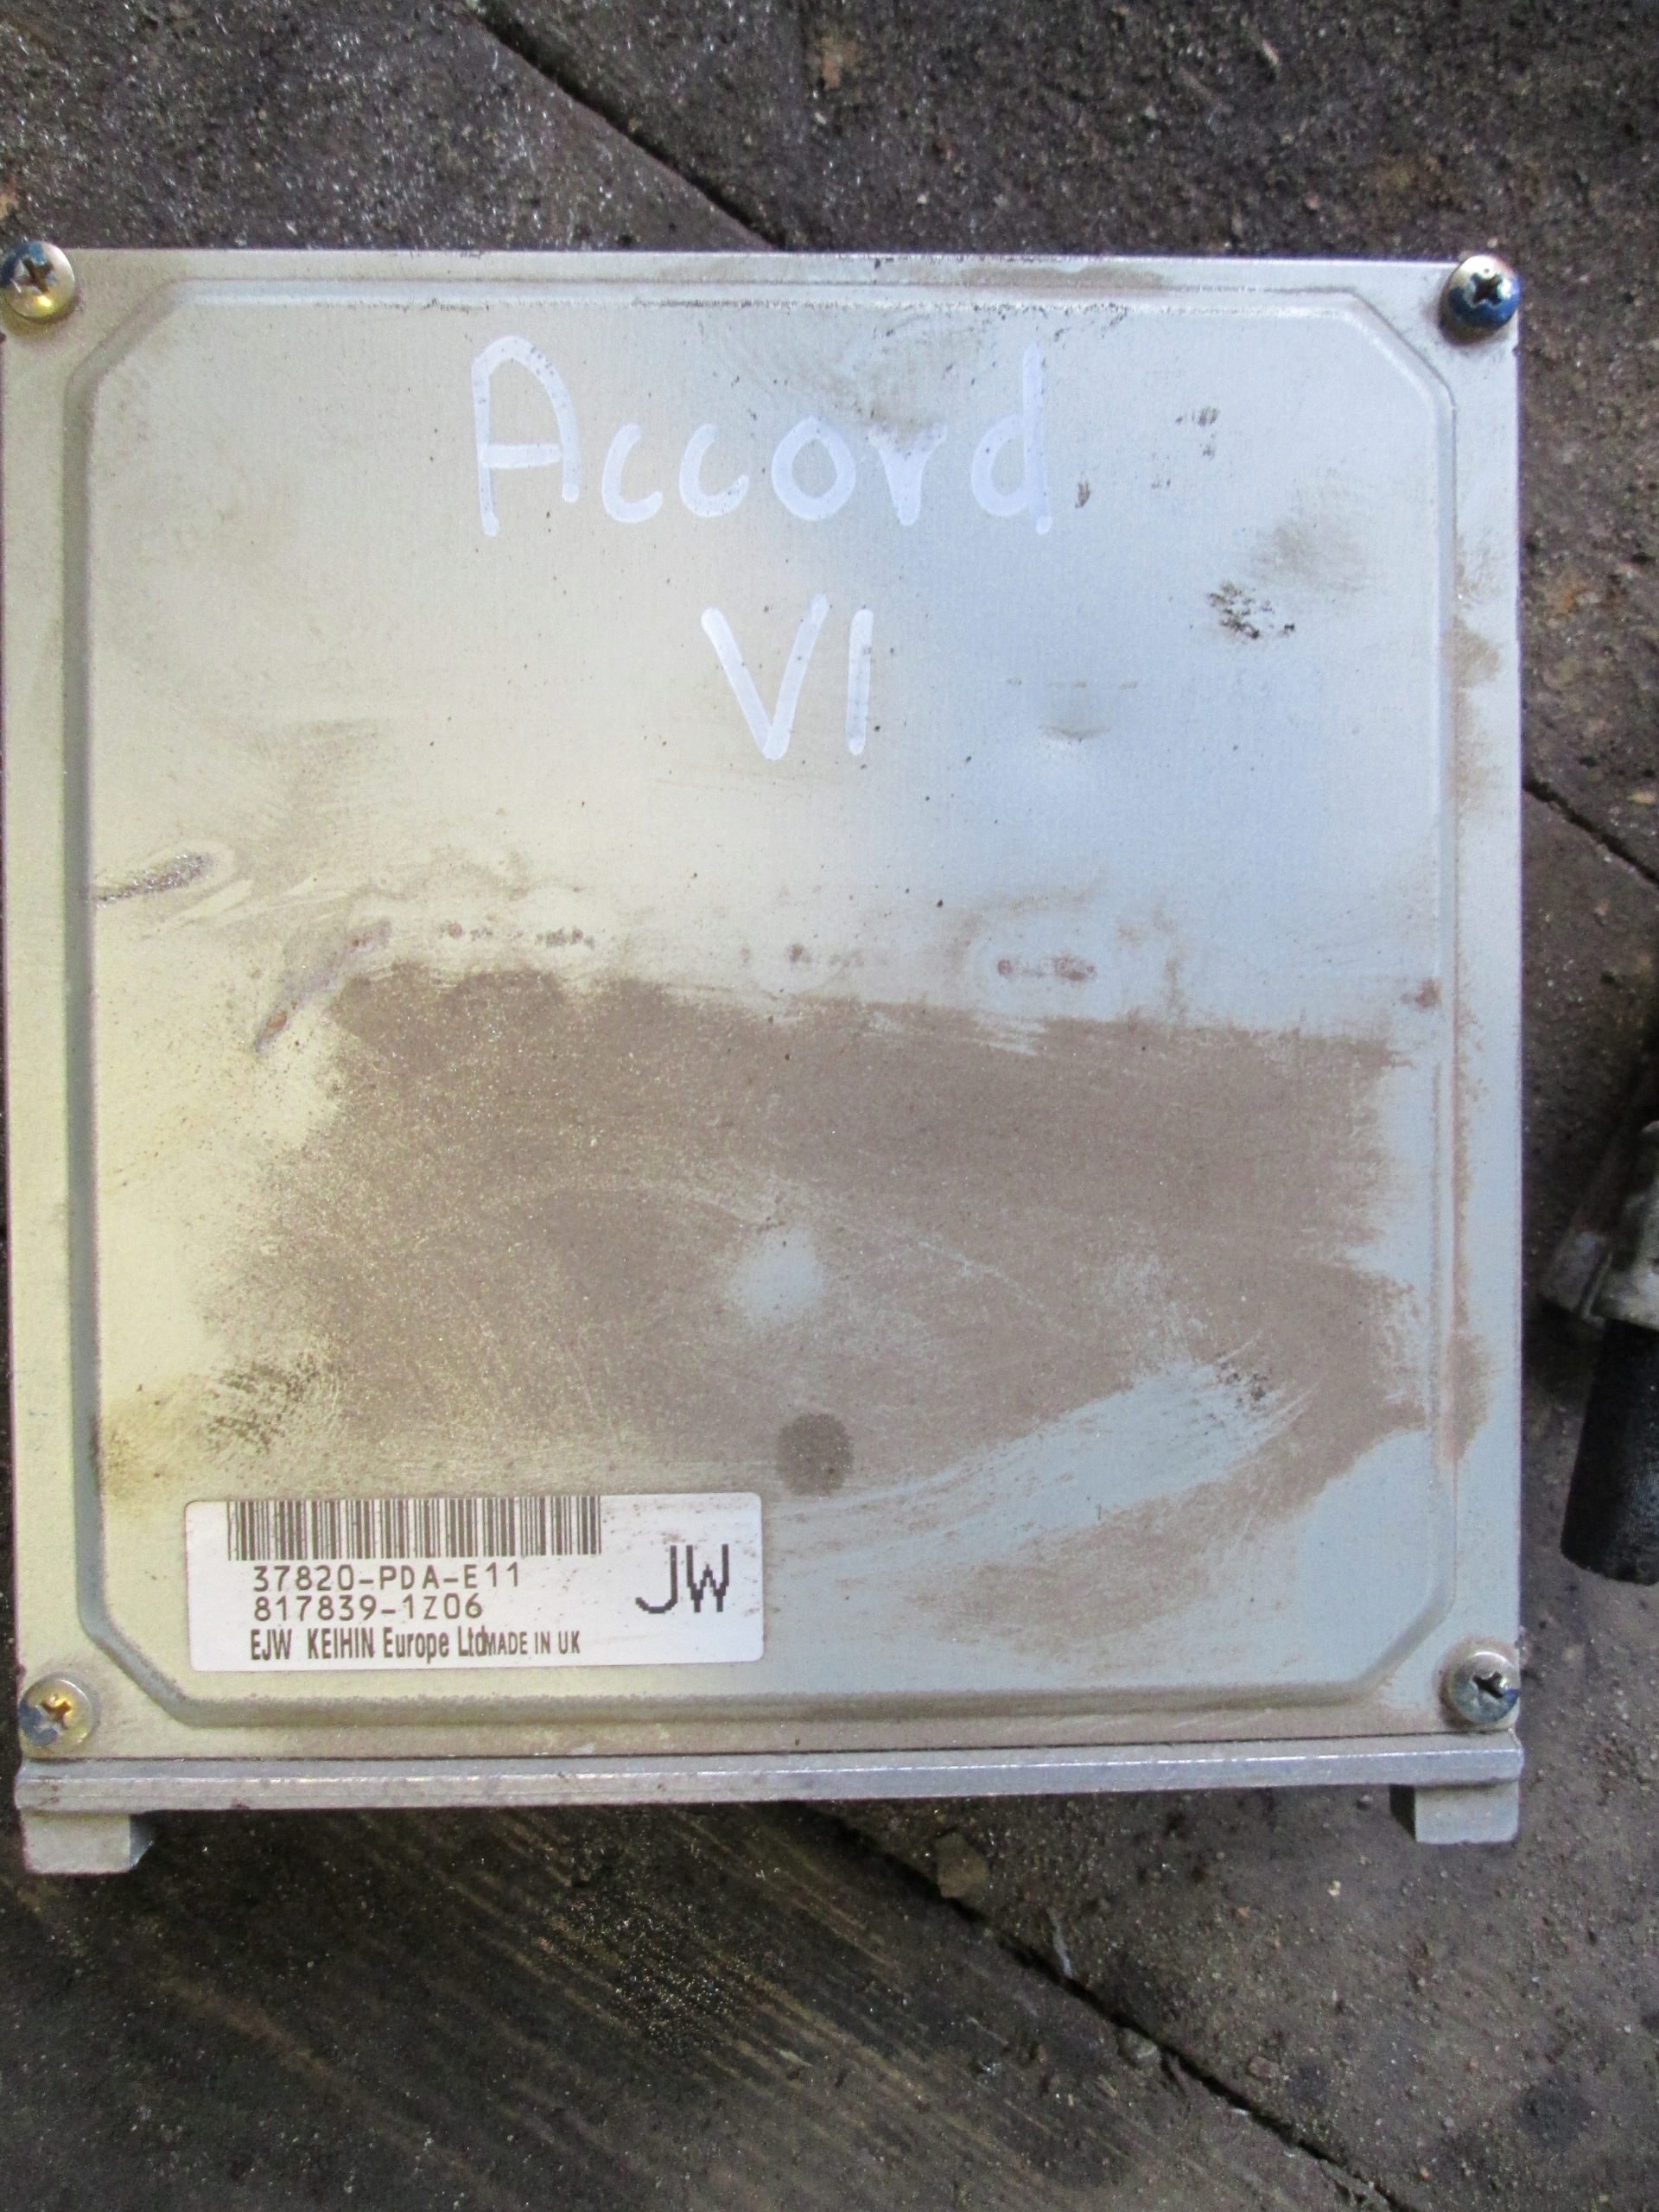 Accord
VI
37820-PDA-E11
817839-1Z06
JW
EJW KEIHIN Europe Ltd MADE IN UK